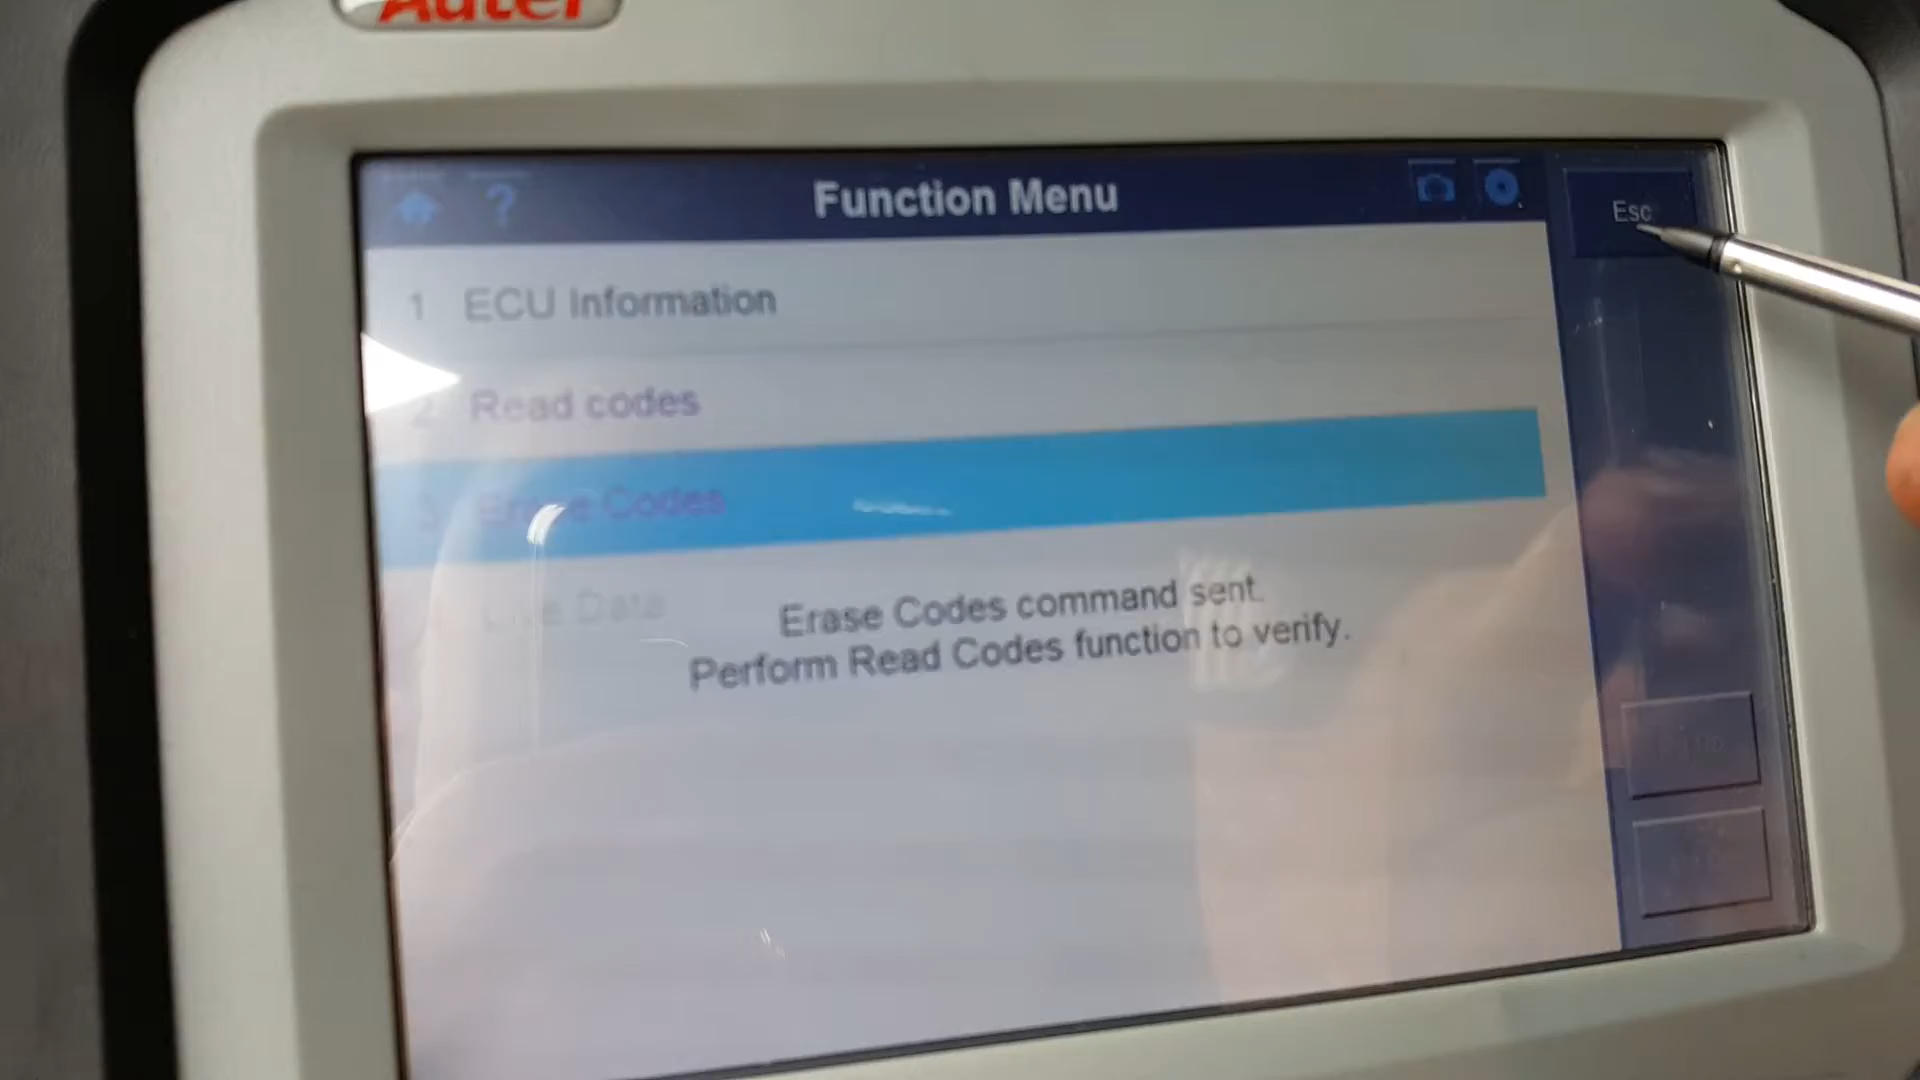 Autel
Function Menu
Esc
1 ECU Information
2 Read codes
3 Erase Codes
Live Data
Erase Codes command sent.
Perform Read Codes function to verify.